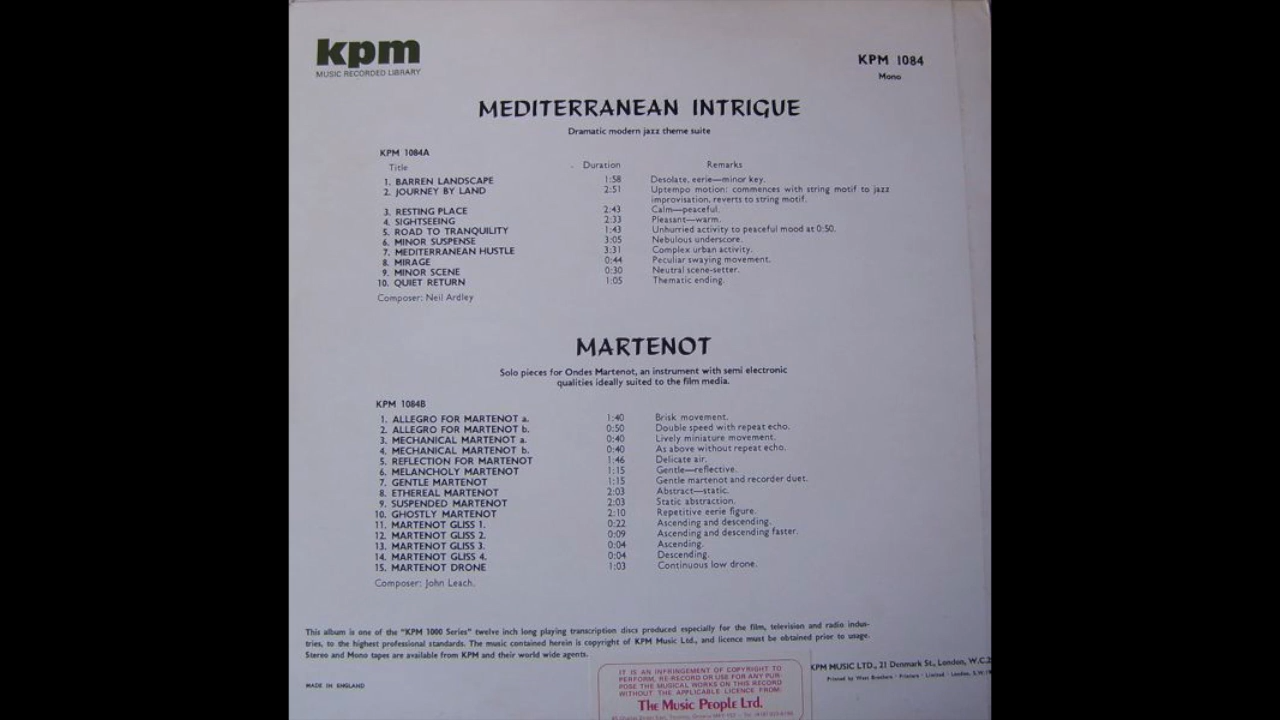 kpm
MUSIC RECORDED LIBRARY
KPM 1084
Mono
MEDITERRANEAN INTRIGUE
Dramatic modern jazz theme suite
KPM 1084A
Title Duration Remarks
1. BARREN LANDSCAPE 1:58 Desolate, eerie—minor key.
2. JOURNEY BY LAND 2:51 Uptempo motion: commences with string motif to jazz
improvisation, reverts to string motif.
3. RESTING PLACE 2:43 Calm—peaceful.
4. SIGHTSEEING 2:33 Pleasant—warm.
5. ROAD TO TRANQUILITY 1:43 Unhurried activity to peaceful mood at 0:50.
6. MINOR SUSPENSE 3:05 Nebulous underscore.
7. MEDITERRANEAN HUSTLE 3:31 Complex urban activity.
8. MIRAGE 0:44 Peculiar swaying movement.
9. MINOR SCENE 0:30 Neutral scene-setter.
10. QUIET RETURN 1:05 Thematic ending.
Composer: Neil Ardley
MARTENOT
Solo pieces for Ondes Martenot, an instrument with semi electronic
qualities ideally suited to the film media.
KPM 1084B
1. ALLEGRO FOR MARTENOT a. 1:40 Brisk movement.
2. ALLEGRO FOR MARTENOT b. 0:50 Double speed with repeat echo.
3. MECHANICAL MARTENOT a. 0:40 Lively miniature movement.
4. MECHANICAL MARTENOT b. 0:40 As above without repeat echo.
5. REFLECTION FOR MARTENOT 1:46 Delicate air.
6. MELANCHOLY MARTENOT 1:15 Gentle—reflective.
7. GENTLE MARTENOT 1:15 Gentle martenot and recorder duet.
8. ETHEREAL MARTENOT 2:03 Abstract—static.
9. SUSPENDED MARTENOT 2:03 Static abstraction.
10. GHOSTLY MARTENOT 2:10 Repetitive eerie figure.
11. MARTENOT GLISS 1. 0:22 Ascending and descending.
12. MARTENOT GLISS 2. 0:09 Ascending and descending faster.
13. MARTENOT GLISS 3. 0:04 Ascending.
14. MARTENOT GLISS 4. 0:04 Descending.
15. MARTENOT DRONE 1:03 Continuous low drone.
Composer: John Leach.
This album is one of the "KPM 1000 Series" twelve inch long playing transcription discs produced especially for the film, television and radio indus-
tries, to the highest professional standards. The music contained herein is copyright of KPM Music Ltd., and licence must be obtained prior to usage.
Stereo and Mono tapes are available from KPM and their world wide agents.
KPM MUSIC LTD., 21 Denmark St., London, W.C.2
Printed by West Brothers · Printers · Limited · London, S.W.
MADE IN ENGLAND
IT IS AN INFRINGEMENT OF COPYRIGHT TO
PERFORM, RE-RECORD OR USE FOR ANY PUR-
POSE THE MUSICAL WORKS ON THIS RECORD
WITHOUT THE APPLICABLE LICENCE FROM:
The Music People Ltd.